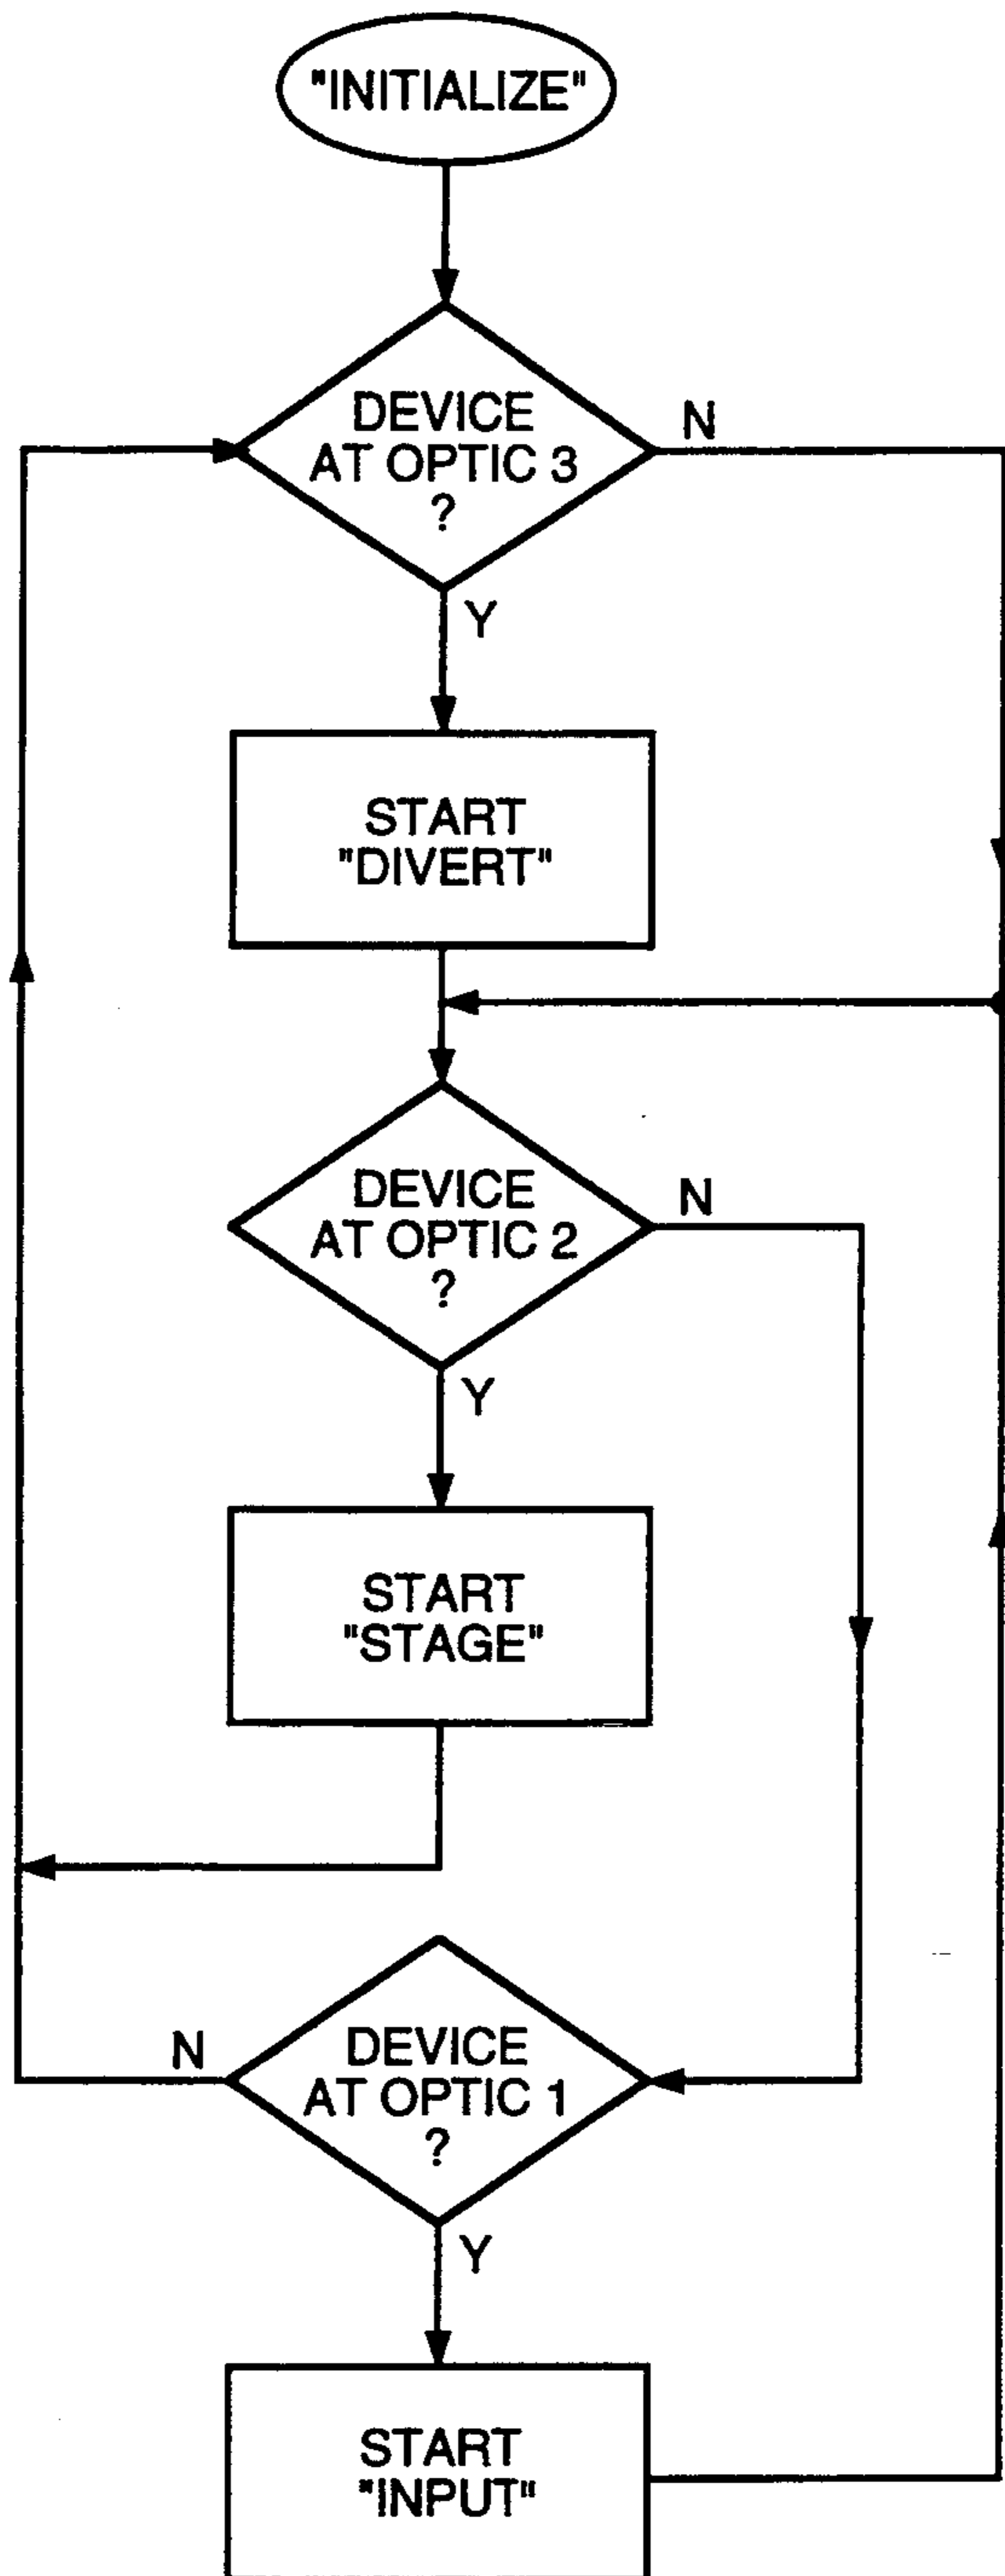 "INITIALIZE"
DEVICE
AT OPTIC 3
?
N
Y
START
"DIVERT"
DEVICE
AT OPTIC 2
?
N
Y
START
"STAGE"
DEVICE
AT OPTIC 1
?
N
Y
START
"INPUT"